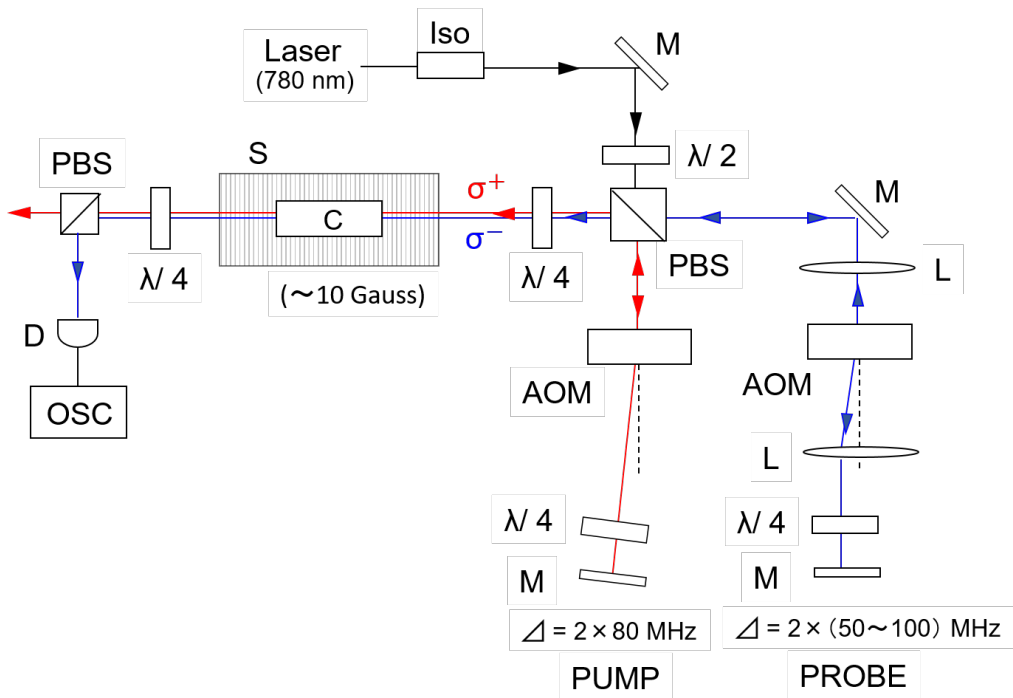 Laser
(780 nm)
Iso
M
λ/ 2
PBS
S
C
σ+
σ−
λ/ 4
(～10 Gauss)
λ/ 4
PBS
M
L
D
OSC
AOM
AOM
L
λ/ 4
M
λ/ 4
M
⊿ = 2 × 80 MHz
PUMP
⊿ = 2 × (50～100) MHz
PROBE